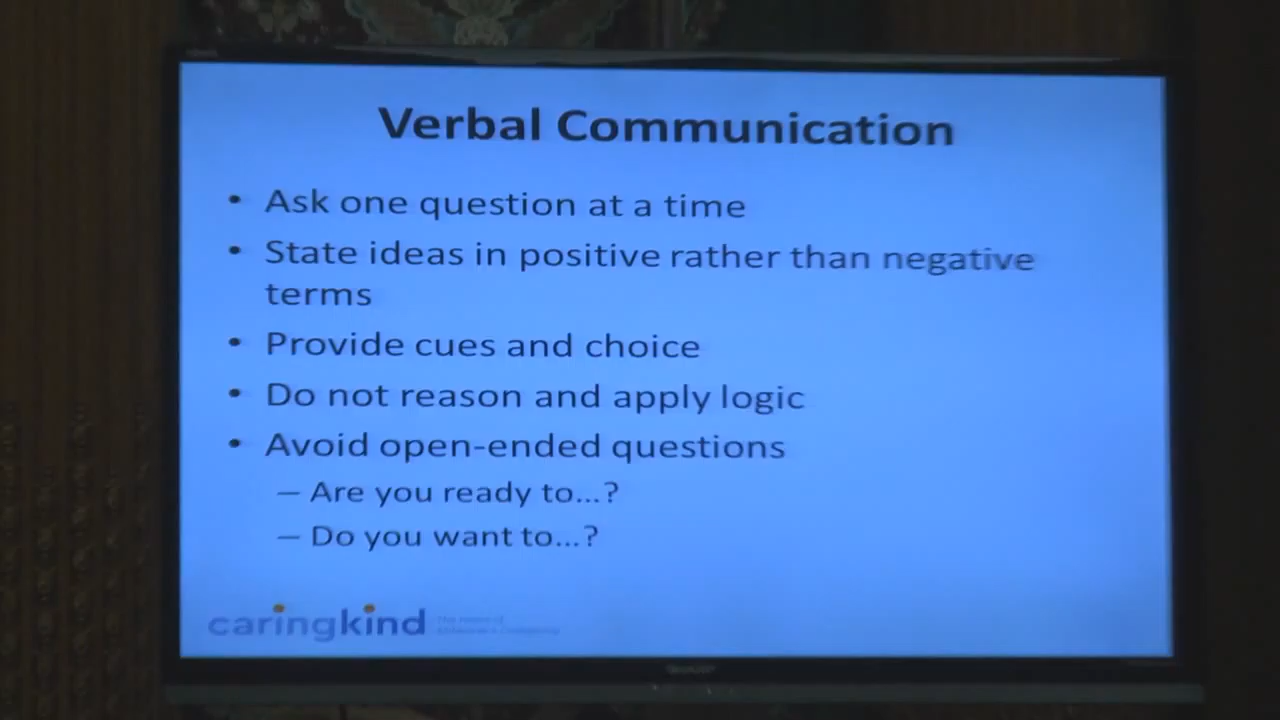 Verbal Communication
• Ask one question at a time
• State ideas in positive rather than negative
terms
• Provide cues and choice
• Do not reason and apply logic
• Avoid open-ended questions
– Are you ready to...?
– Do you want to...?
caringkind